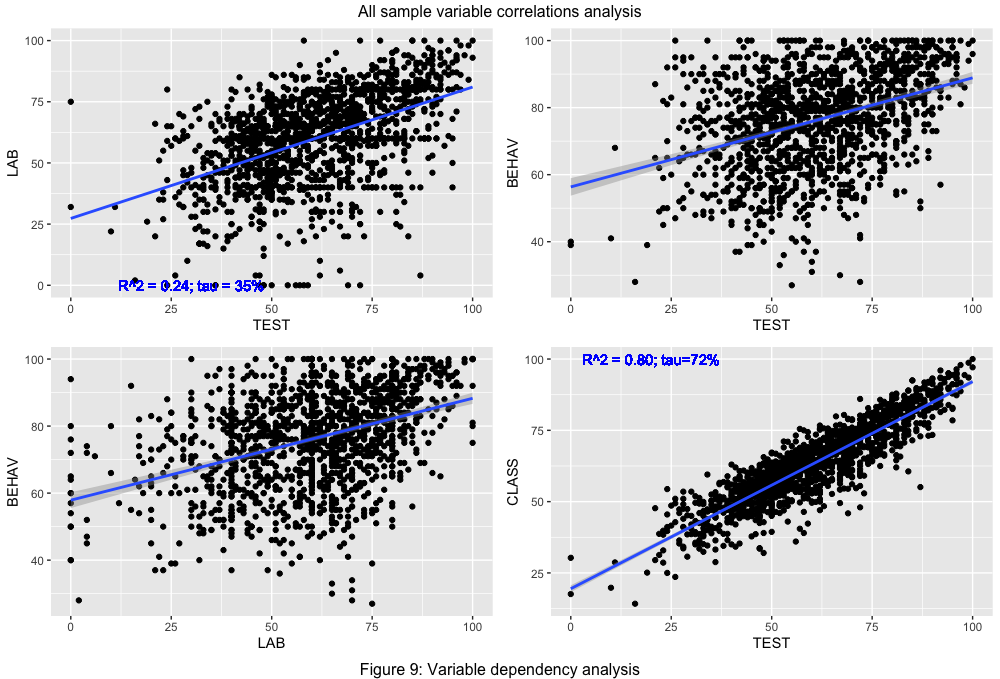 All sample variable correlations analysis
100
75
50
25
0
LAB
R^2 = 0.24; tau = 35%
0 25 50 75 100
TEST
100
80
60
40
BEHAV
0 25 50 75 100
TEST
100
80
60
40
BEHAV
0 25 50 75 100
LAB
R^2 = 0.80; tau=72%
100
75
50
25
CLASS
0 25 50 75 100
TEST
Figure 9: Variable dependency analysis